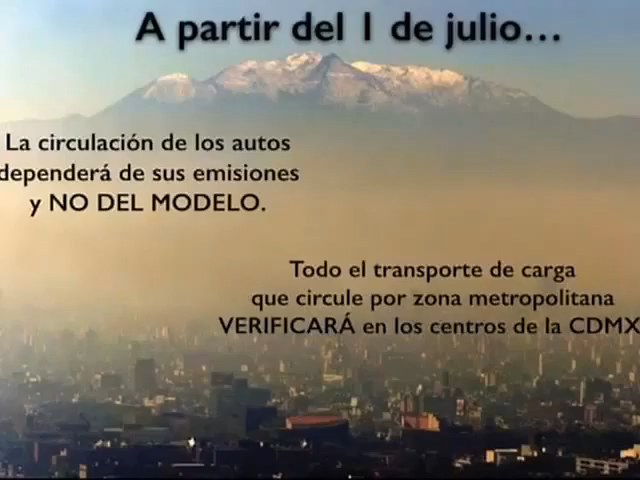 A partir del 1 de julio...
La circulación de los autos
dependerá de sus emisiones
y NO DEL MODELO.
Todo el transporte de carga
que circule por zona metropolitana
VERIFICARÁ en los centros de la CDMX